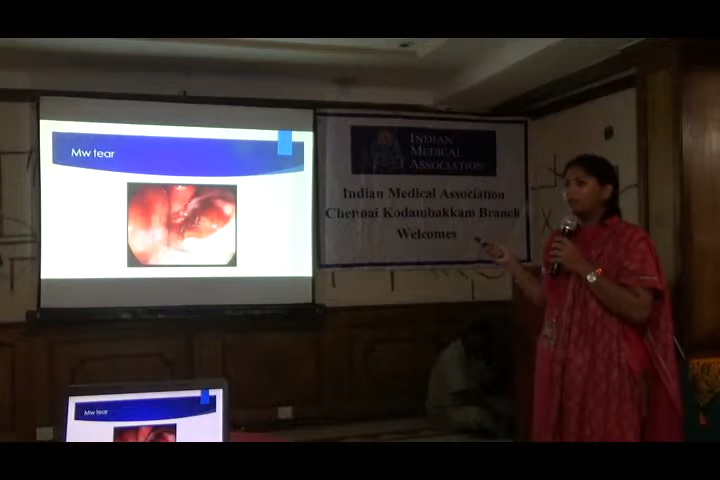 Mw tear
INDIAN
MEDICAL
ASSOCIATION
Indian Medical Association
Chennai Kodambakkam Branch
Welcomes
Mw tear